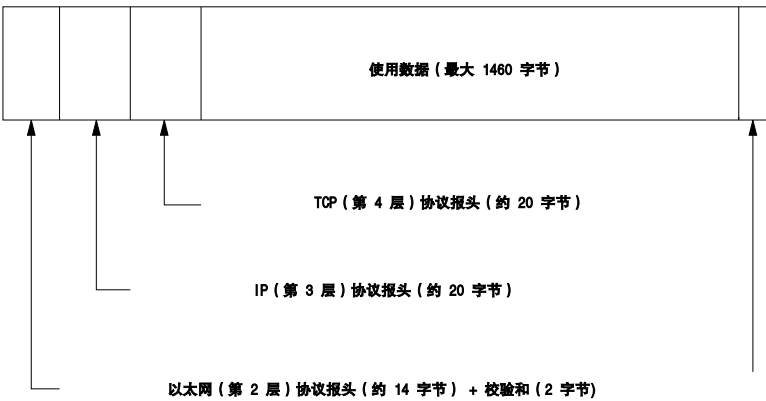 使用数据（最大 1460 字节）
TCP（第 4 层）协议报头（约 20 字节）
IP（第 3 层）协议报头（约 20 字节）
以太网（第 2 层）协议报头（约 14 字节） + 校验和（2 字节)